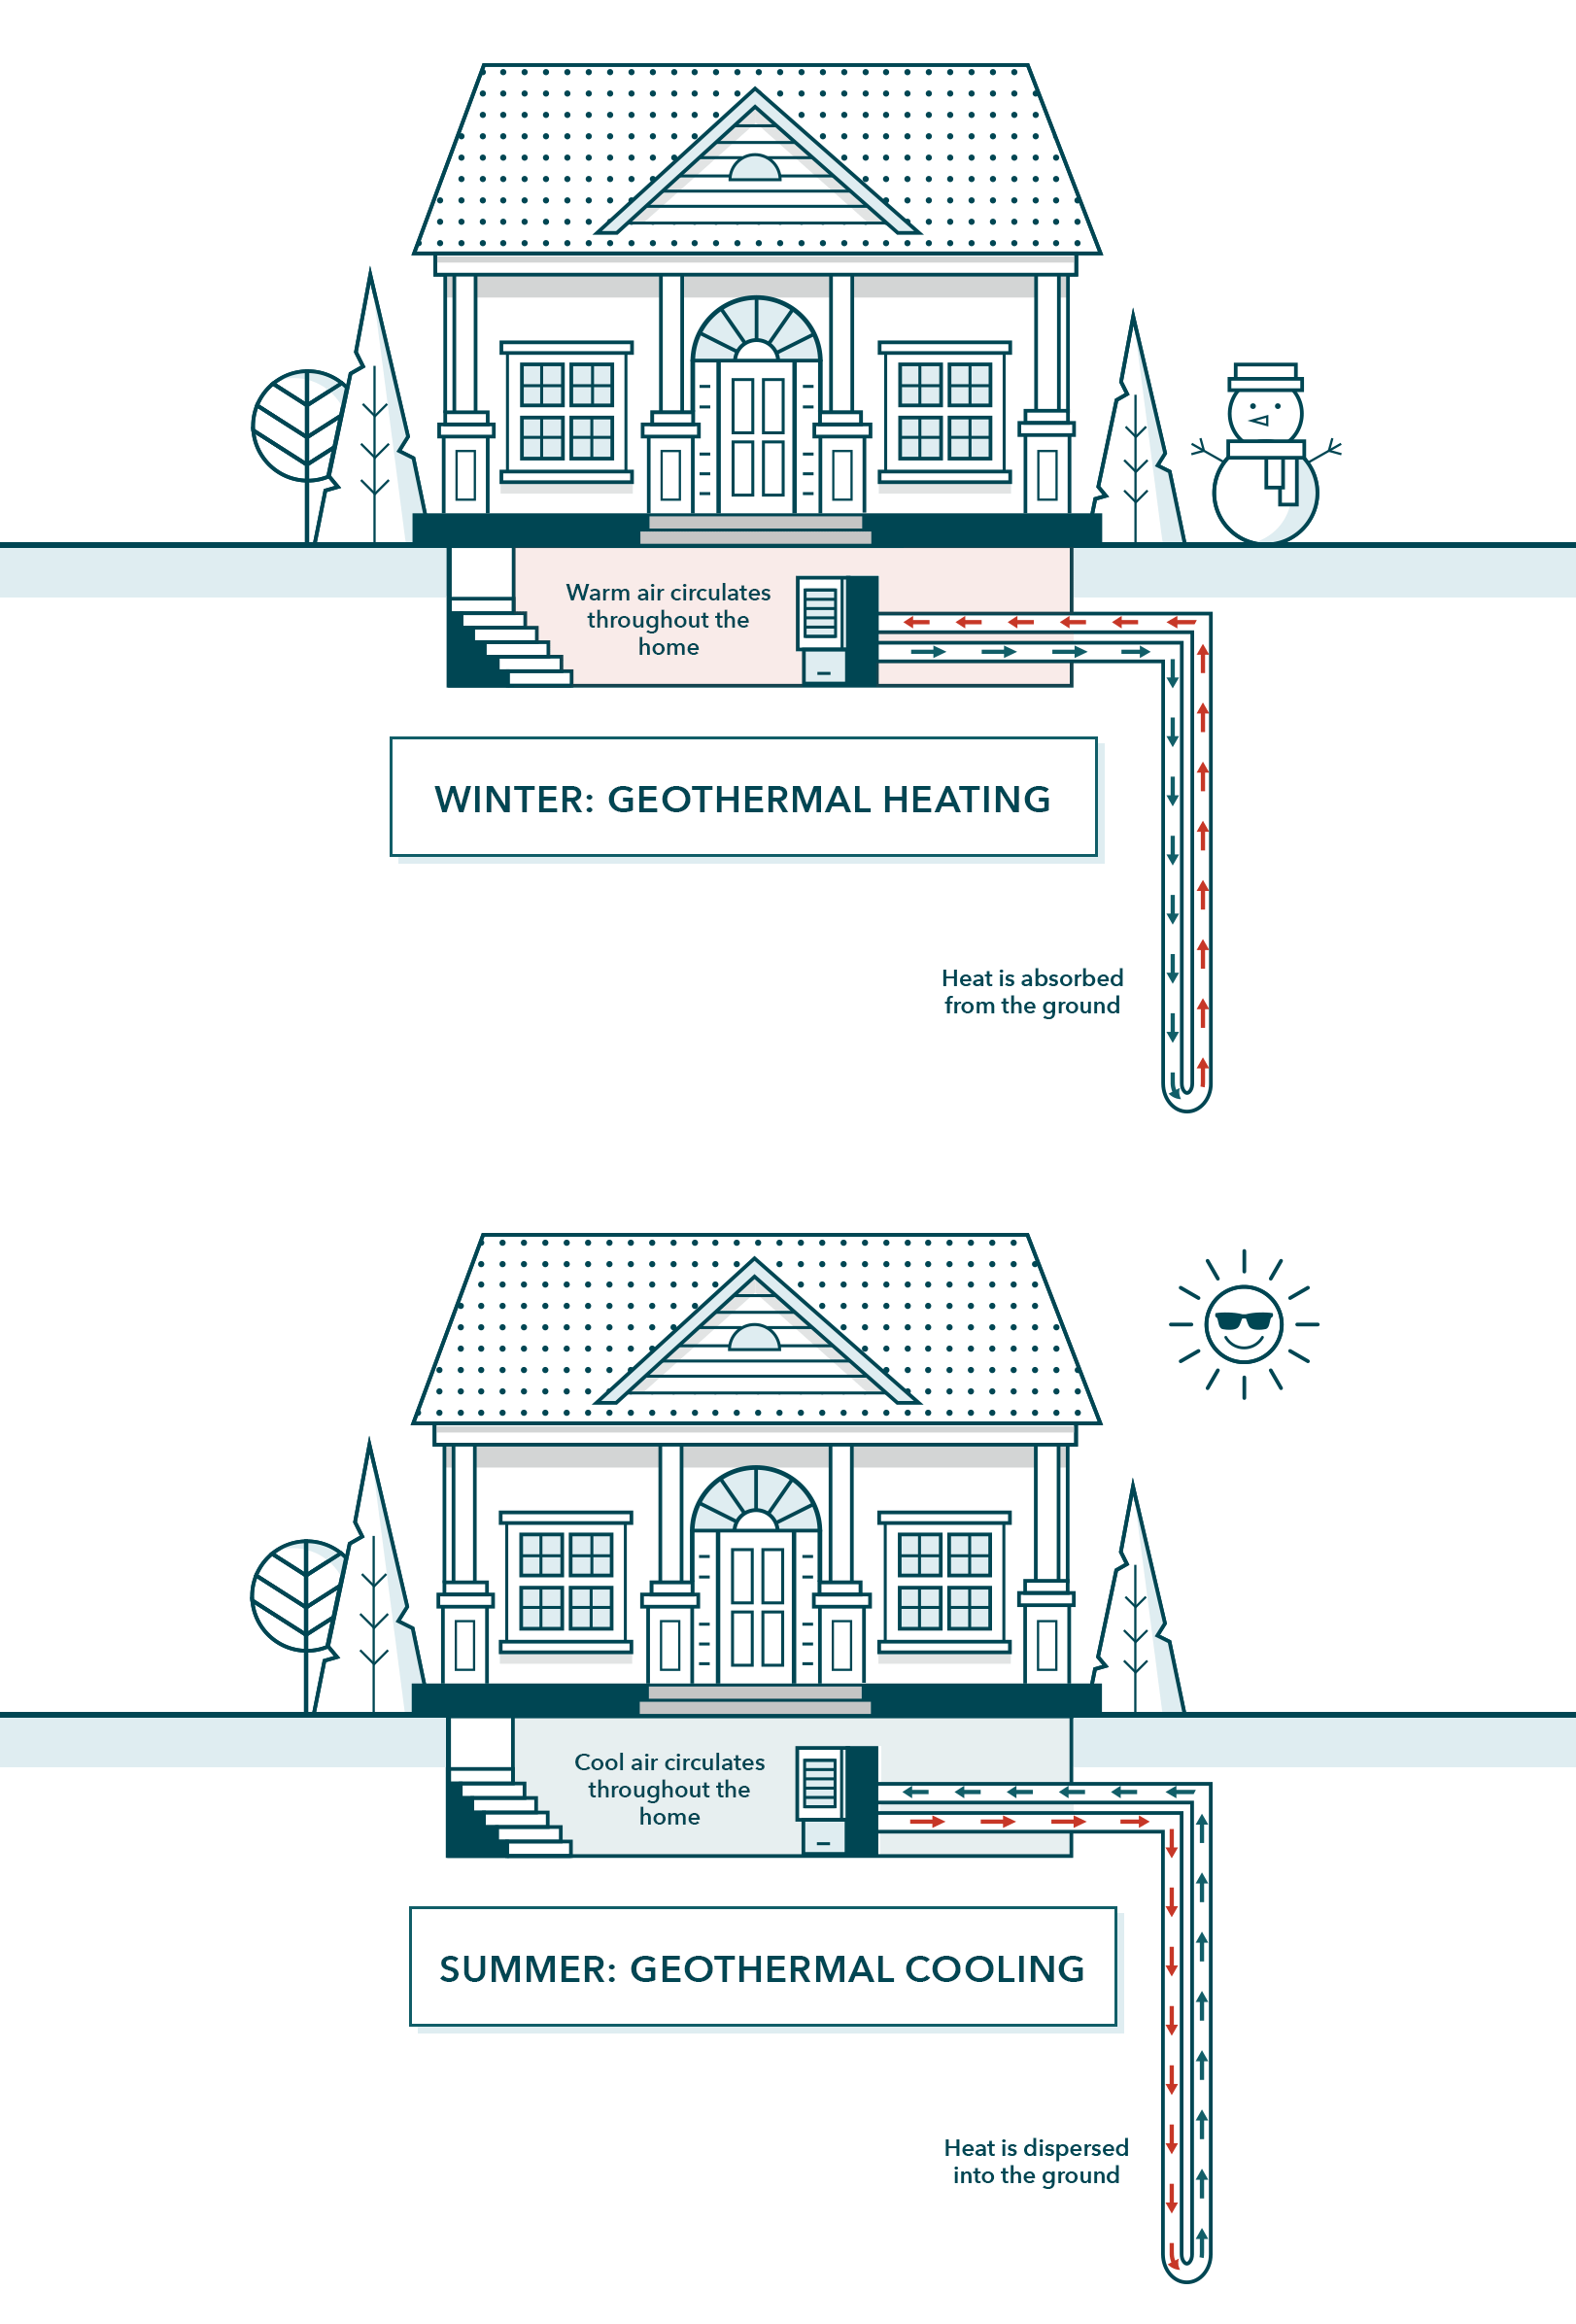 Warm air circulates
throughout the
home
WINTER: GEOTHERMAL HEATING
Heat is absorbed
from the ground
Cool air circulates
throughout the
home
SUMMER: GEOTHERMAL COOLING
Heat is dispersed
into the ground